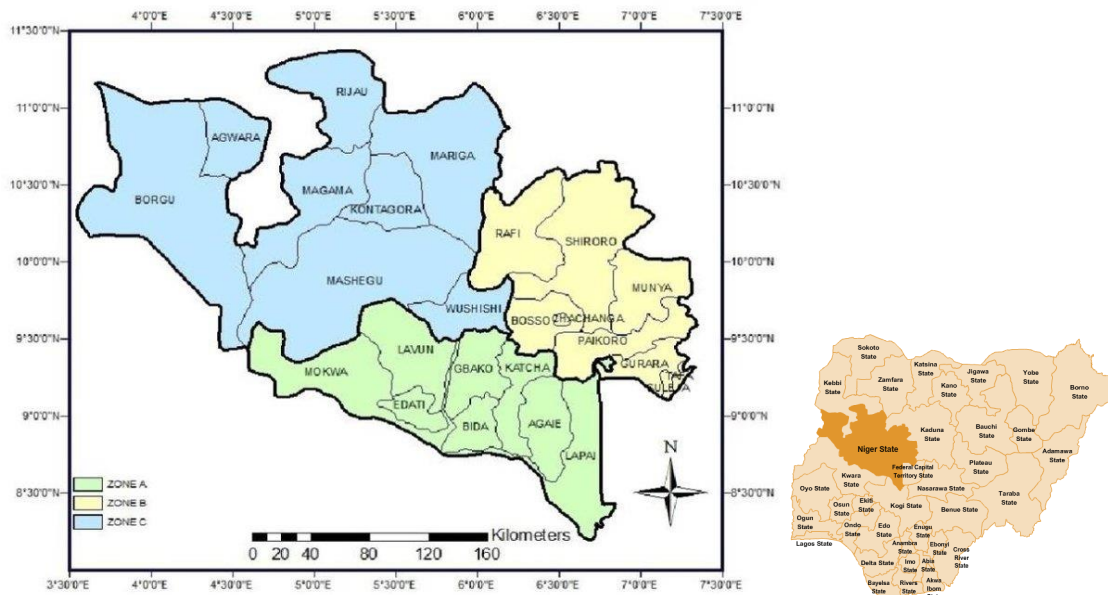 4°0'0"E 4°30'0"E 5°0'0"E 5°30'0"E 6°0'0"E 6°30'0"E 7°0'0"E
11°30'0"N
11°0'0"N
11°0'0"N
10°30'0"N
10°30'0"N
10°0'0"N
10°0'0"N
9°30'0"N
9°30'0"N
9°0'0"N
9°0'0"N
8°30'0"N
8°30'0"N
RIJAU
AGWARA
MARIGA
MAGAMA
BORGU
KONTAGORA
RAFI
SHIRORO
MASHEGU
MUNYA
WUSHISHI
BOSSO
CHACHANGA
PAIKORO
LAVUN
GBAKO
KATCHA
GURARA
MOKWA
EDATI
BIDA
AGAIE
LAPAI
N
ZONE A
ZONE B
ZONE C
0 20 40 80 120 160
Kilometers
3°30'0"E 4°0'0"E 4°30'0"E 5°0'0"E 5°30'0"E 6°0'0"E 6°30'0"E 7°0'0"E 7°30'0"E
Sokoto
State
Katsina
State
Jigawa
State
Yobe
State
Kebbi
State
Zamfara
State
Kano
State
Borno
State
Niger State
Kaduna
State
Bauchi
State
Gombe
State
Adamawa
State
Federal Capital
Territory State
Plateau
State
Kwara
State
Nasarawa State
Taraba
State
Oyo State
Ekiti
State
Kogi State
Benue State
Osun
State
Ogun
State
Ondo
State
Edo
State
Enugu
State
Lagos State
Anambra
State
Ebonyi
State
Cross
River
State
Delta State
Imo
State
Abia
State
Bayelsa
State
Rivers
State
Akwa
Ibom